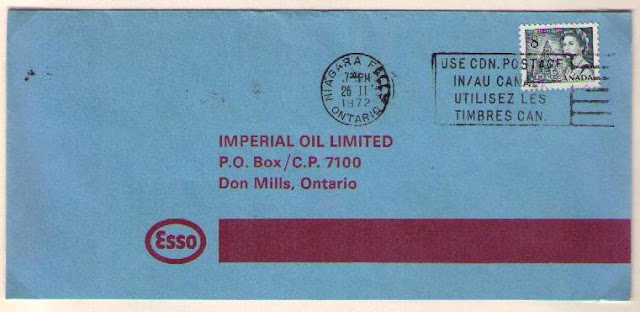 8
CANADA
NIAGARA FALLS
PM
26 II
1972
ONTARIO
USE CDN. POSTAGE
IN/AU CAN.
UTILISEZ LES
TIMBRES CAN.
IMPERIAL OIL LIMITED
P.O. Box/C.P. 7100
Don Mills, Ontario
Esso